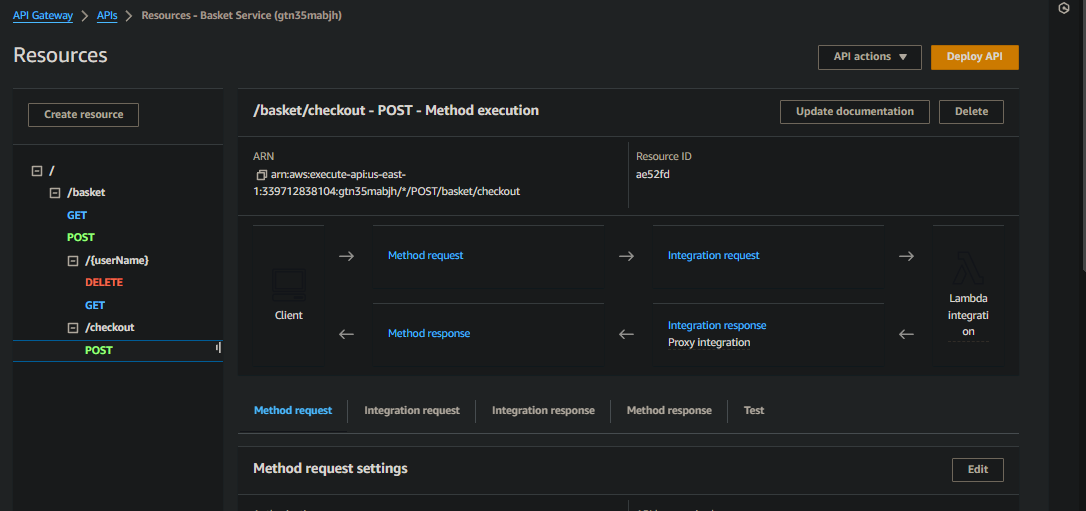 API Gateway > APIs > Resources - Basket Service (gtn35mabjh)
Resources
API actions ▼
Deploy API
Create resource
/
/basket
GET
POST
/{userName}
DELETE
GET
/checkout
POST
/basket/checkout - POST - Method execution
Update documentation
Delete
ARN
arn:aws:execute-api:us-east-
1:339712838104:gtn35mabjh/*/POST/basket/checkout
Resource ID
ae52fd
Client
Method request
Integration request
Method response
Integration response
Proxy integration
Lambda
integrati
on
Method request
Integration request
Integration response
Method response
Test
Method request settings
Edit